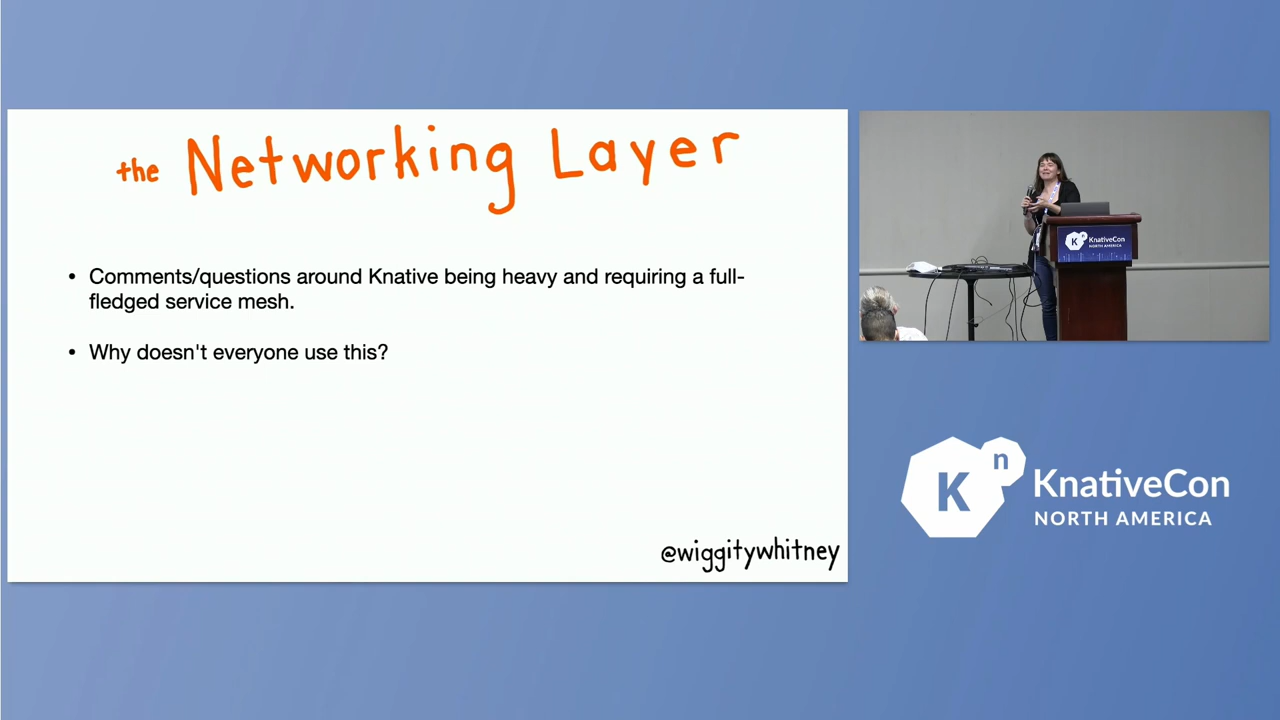 the Networking Layer
• Comments/questions around Knative being heavy and requiring a full-
fledged service mesh.
• Why doesn't everyone use this?
@wiggitywhitney
K
KnativeCon
NORTH AMERICA
K n
KnativeCon
NORTH AMERICA